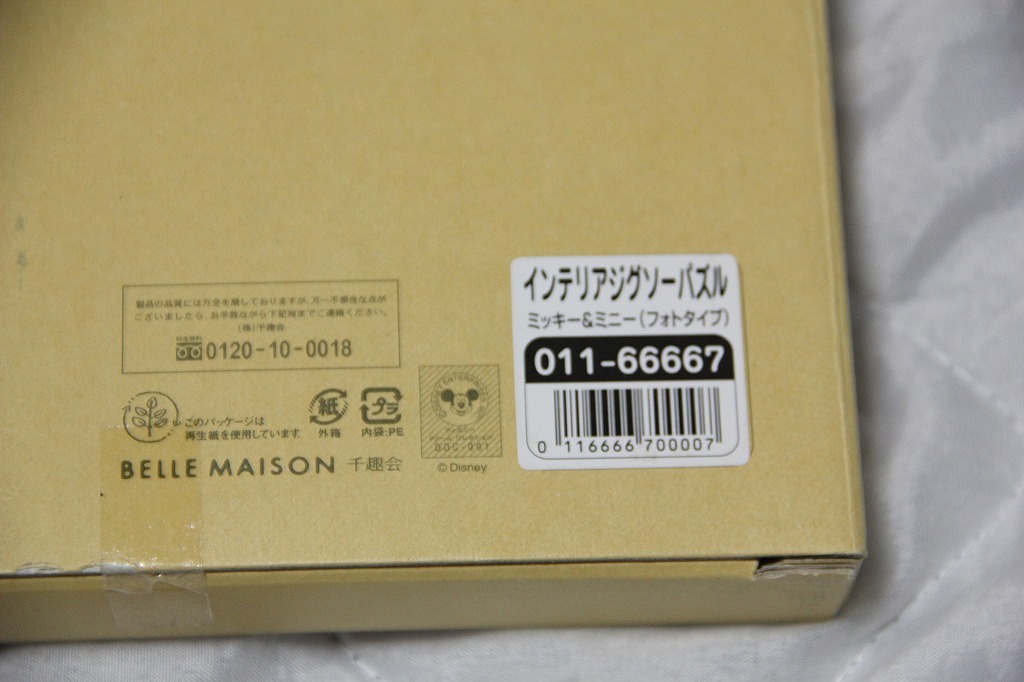 製品の品質には万全を期しておりますが、万一不備な点が
ございましたら、お手数ながら下記宛までご連絡ください。
(株)千趣会
0120-10-0018
このパッケージは
再生紙を使用しています。
紙
外箱
プラ
内袋:PE
BELLE MAISON 千趣会
© Disney
インテリアジグソーパズル
ミッキー&ミニー(フォトタイプ)
011-66667
0 116666 700007